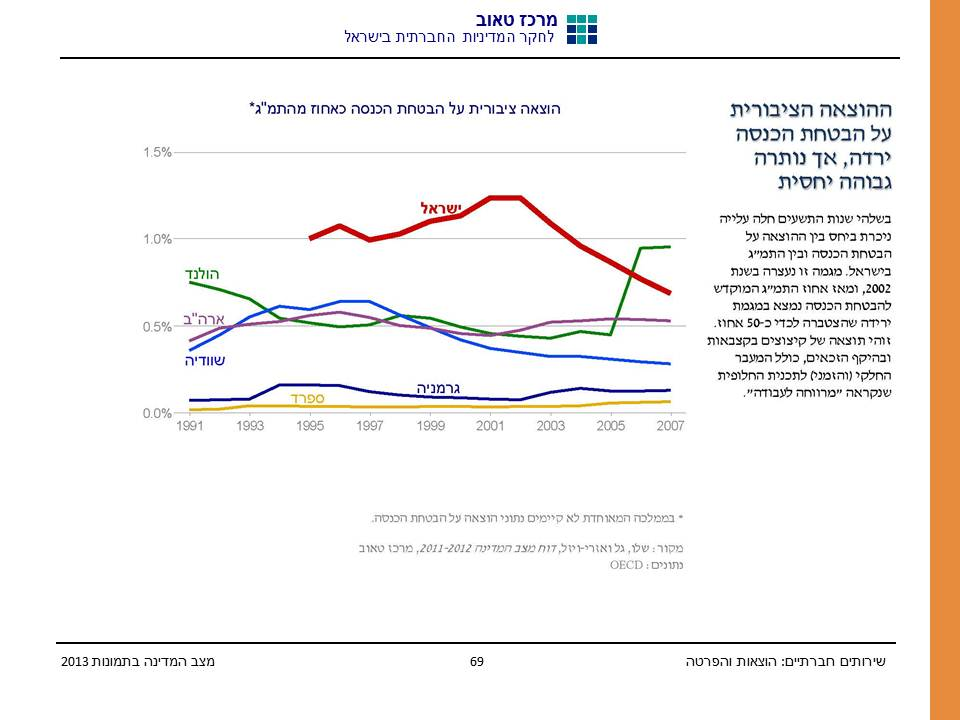 מרכז טאוב
לחקר המדיניות החברתית בישראל
ההוצאה הציבורית
על הבטחת הכנסה
ירדה, אך נותרה
גבוהה יחסית
בשלהי שנות התשעים חלה עלייה
ניכרת ביחס בין ההוצאה על
הבטחת הכנסה ובין התמ"ג
בישראל. מגמה זו נעצרה בשנת
2002, ומאז אחוז התמ"ג המוקדש
להבטחת הכנסה נמצא במגמת
ירידה שהצטברה לכדי כ-50 אחוז.
זוהי תוצאה של קיצוצים בקצבאות
ובהיקף הזכאים, כולל המעבר
החלקי (והזמני) לתכנית החלופית
שנקראה "מרווחה לעבודה".
הוצאה ציבורית על הבטחת הכנסה כאחוז מהתמ"ג*
1.5%
1.0%
0.5%
0.0%
ישראל
הולנד
ארה"ב
שוודיה
גרמניה
ספרד
1991 1993 1995 1997 1999 2001 2003 2005 2007
* בממלכה המאוחדת לא קיימים נתוני הוצאה על הבטחת הכנסה.
מקור: שלו, גל ואזרי-ויזל, דוח מצב המדינה 2011-2012, מרכז טאוב
נתונים: OECD
שירותים חברתיים: הוצאות והפרטה
69
מצב המדינה בתמונות 2013